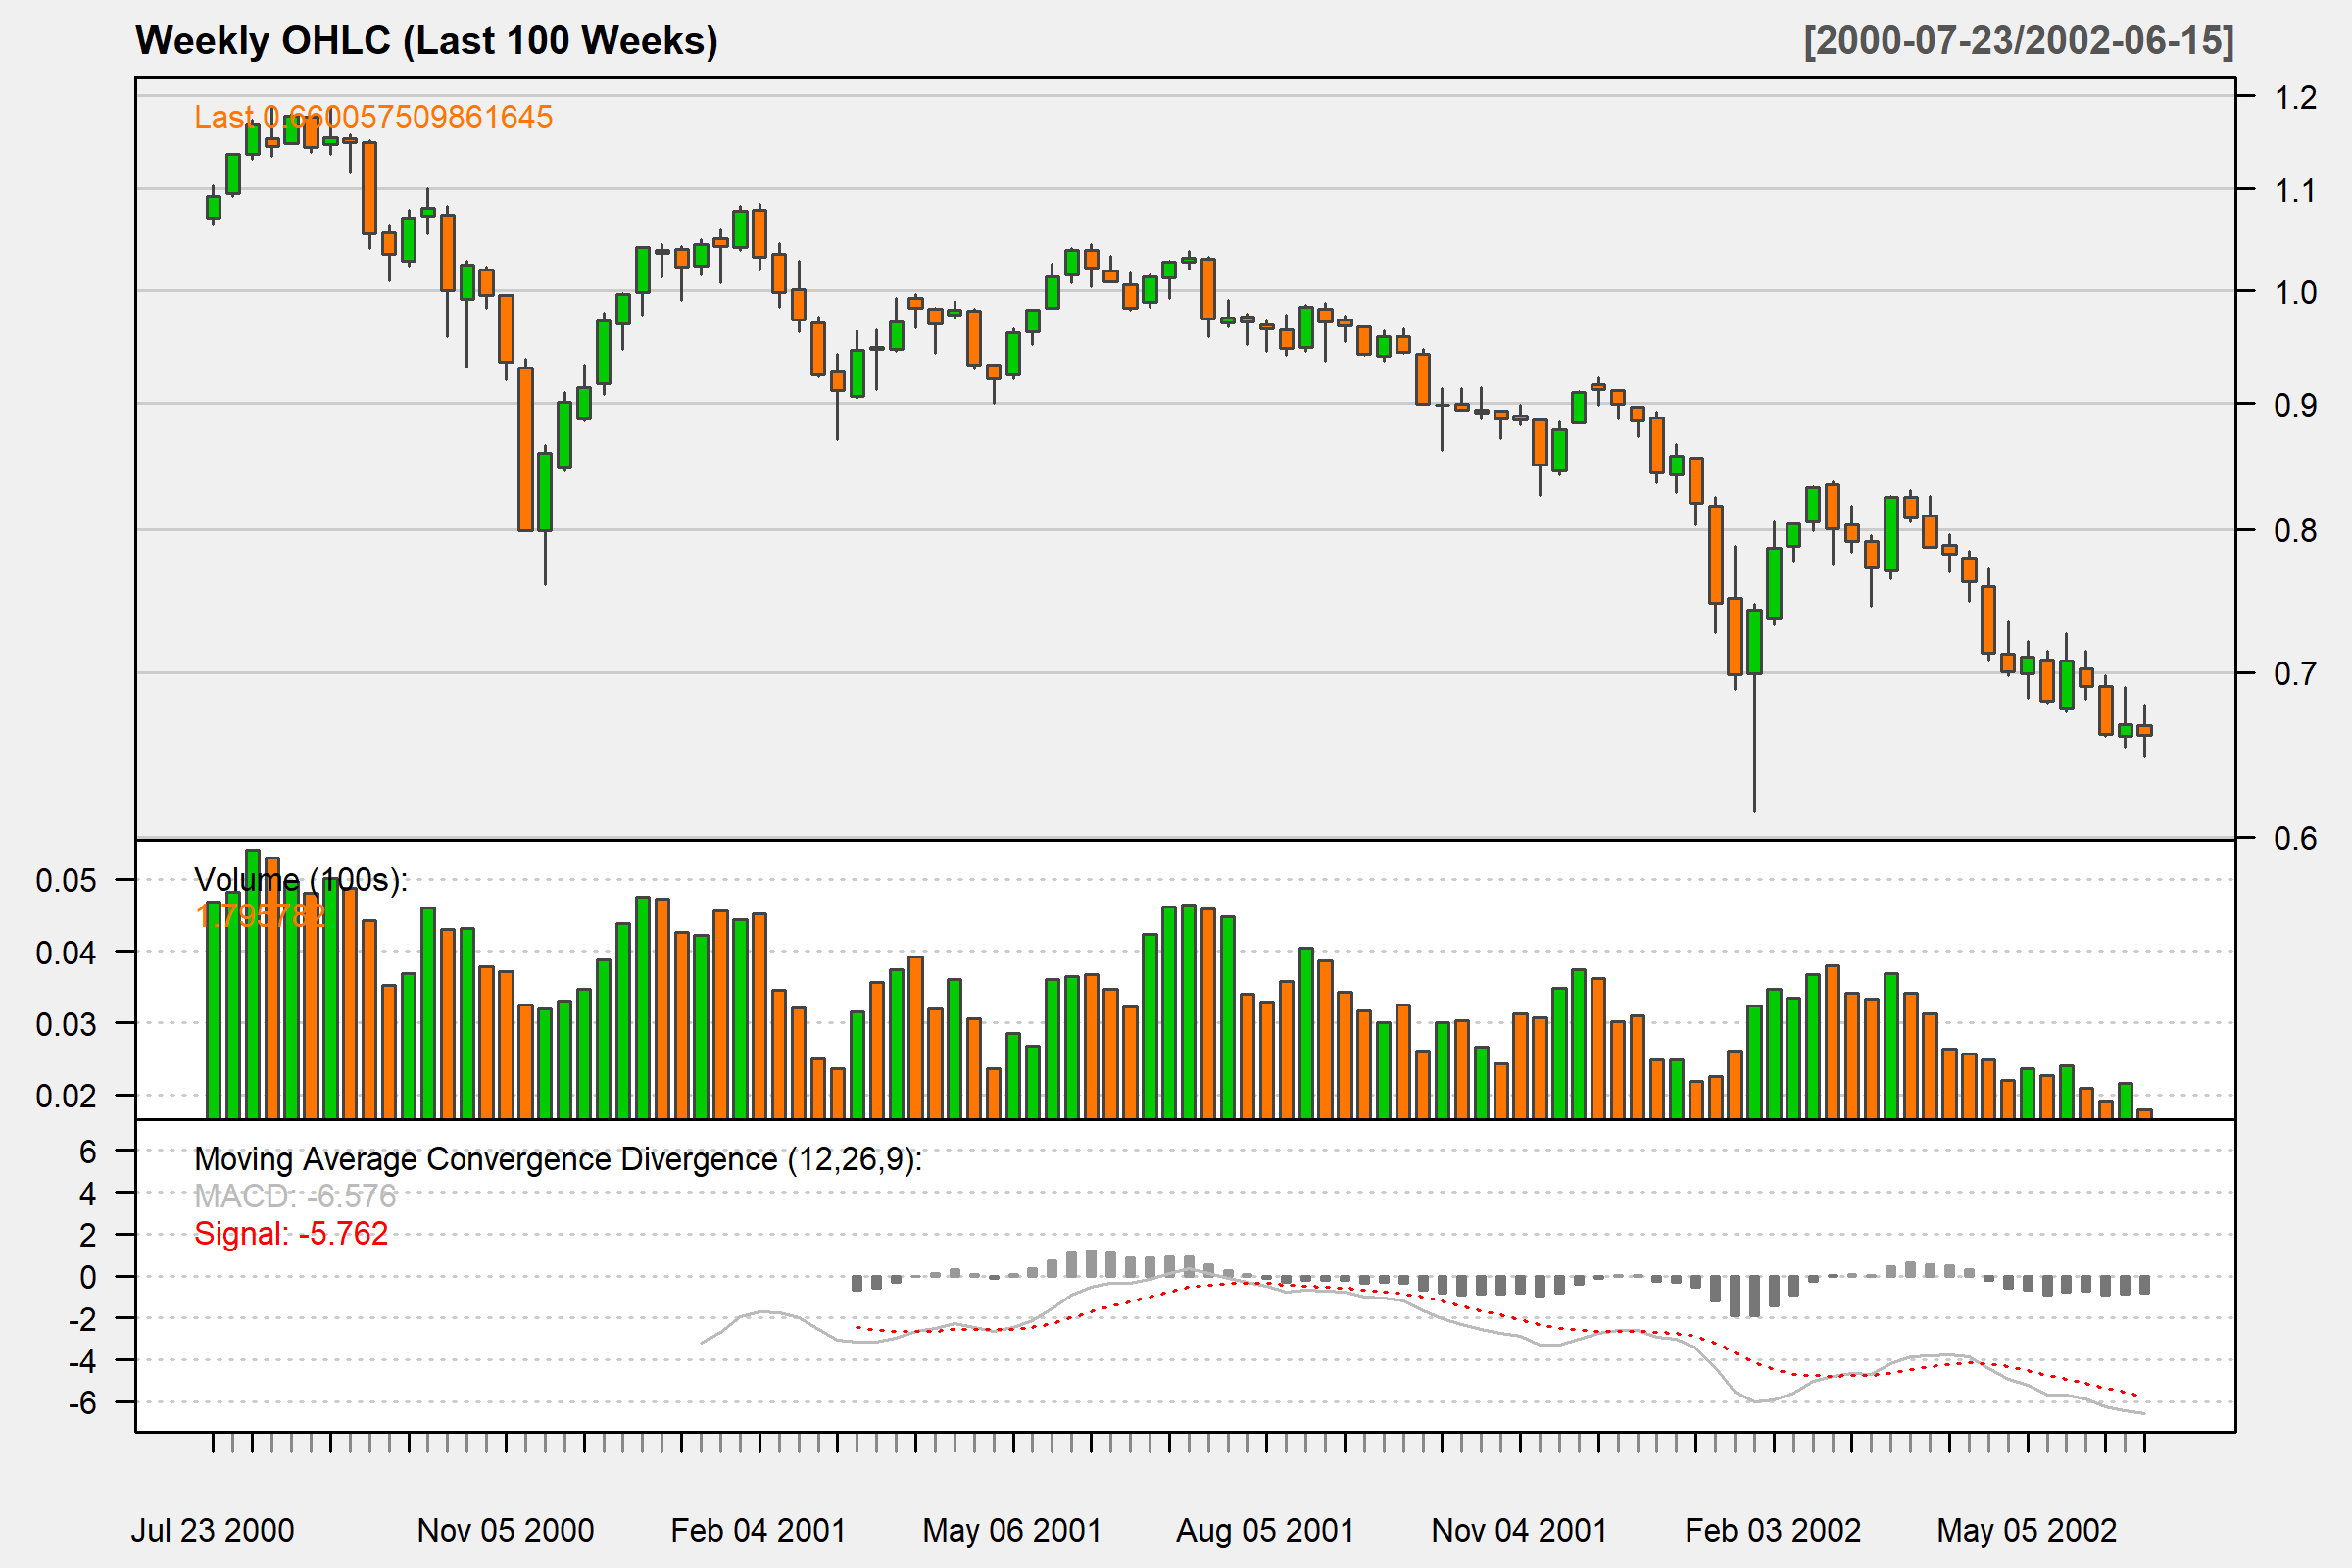 Weekly OHLC (Last 100 Weeks) [2000-07-23/2002-06-15]
Last 0.660057509861645
1.2
1.1
1.0
0.9
0.8
0.7
0.6
Volume (100s):
1.795782
0.05
0.04
0.03
0.02
Moving Average Convergence Divergence (12,26,9):
MACD: -6.576
Signal: -5.762
6
4
2
0
-2
-4
-6
Jul 23 2000 Nov 05 2000 Feb 04 2001 May 06 2001 Aug 05 2001 Nov 04 2001 Feb 03 2002 May 05 2002